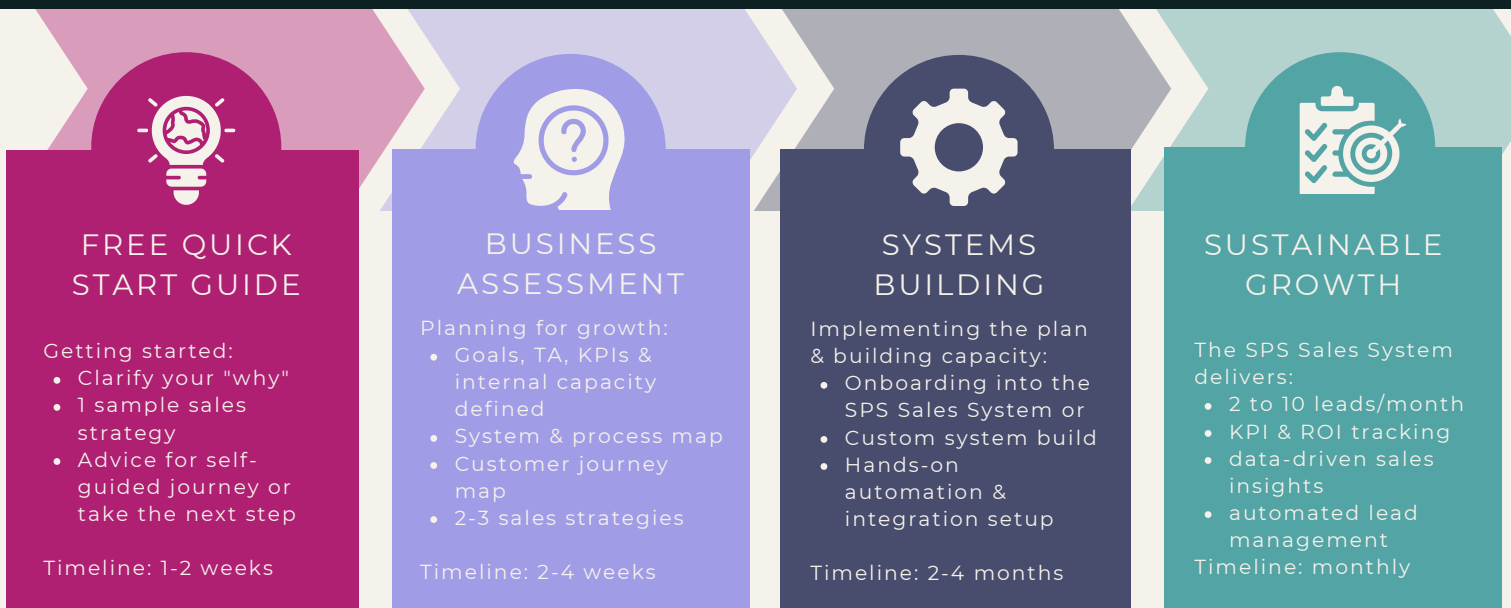 FREE QUICK
START GUIDE
Getting started:
• Clarify your "why"
• 1 sample sales
strategy
• Advice for self-
guided journey or
take the next step
Timeline: 1-2 weeks
BUSINESS
ASSESSMENT
Planning for growth:
• Goals, TA, KPIs &
internal capacity
defined
• System & process map
• Customer journey
map
• 2-3 sales strategies
Timeline: 2-4 weeks
SYSTEMS
BUILDING
Implementing the plan
& building capacity:
• Onboarding into the
SPS Sales System or
• Custom system build
• Hands-on
automation &
integration setup
Timeline: 2-4 months
SUSTAINABLE
GROWTH
The SPS Sales System
delivers:
• 2 to 10 leads/month
• KPI & ROI tracking
• data-driven sales
insights
• automated lead
management
Timeline: monthly